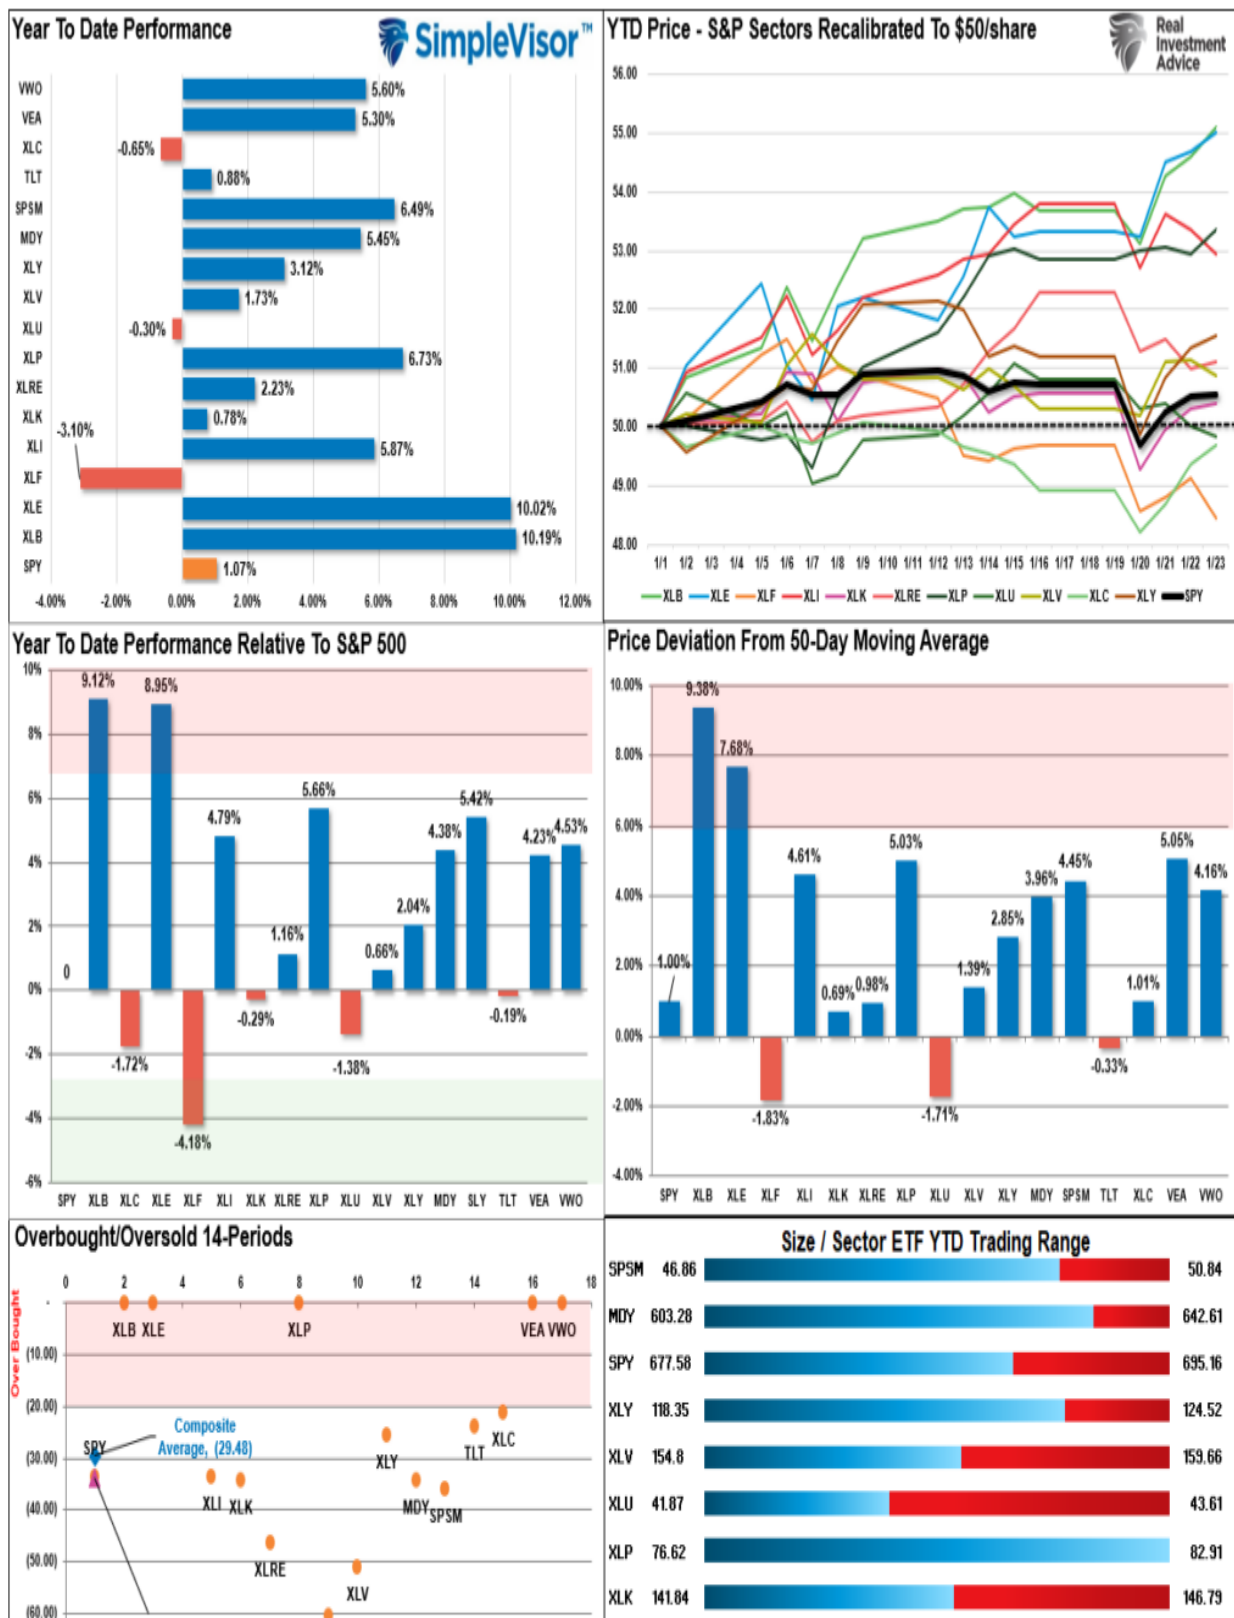 Year To Date Performance
SimpleVisor™
VWO 5.60%
VEA 5.30%
XLC -0.65%
TLT 0.88%
SPSM 6.49%
MDY 5.45%
XLY 3.12%
XLV 1.73%
XLU -0.30%
XLP 6.73%
XLRE 2.23%
XLK 0.78%
XLI 5.87%
XLF -3.10%
XLE 10.02%
XLB 10.19%
SPY 1.07%
-4.00% -2.00% 0.00% 2.00% 4.00% 6.00% 8.00% 10.00% 12.00%
YTD Price - S&P Sectors Recalibrated To $50/share
Real
Investment
Advice
$6.00
55.00
54.00
53.00
52.00
51.00
50.00
49.00
48.00
1/1 1/2 1/3 1/4 1/5 1/6 1/7 1/8 1/9 1/10 1/11 1/12 1/13 1/14 1/15 1/16 1/17 1/18 1/19 1/20 1/21 1/22 1/23
XLB XLE XLF XLI XLK XLRE XLP XLU XLV XLC XLY SPY
Year To Date Performance Relative To S&P 500
10%
8%
6%
4%
2%
0%
-2%
-4%
-6%
0 9.12% -1.72% 8.95% -4.18% 4.79% -0.29% 1.16% 5.66% -1.38% 0.66% 2.04% 4.38% 5.42% -0.19% 4.23% 4.53%
SPY XLB XLC XLE XLF XLI XLK XLRE XLP XLU XLV XLY MDY SLY TLT VEA VWO
Price Deviation From 50-Day Moving Average
10.00%
8.00%
6.00%
4.00%
2.00%
0.00%
-2.00%
-4.00%
1.00% 9.38% 7.68% -1.83% 4.61% 0.69% 0.98% 5.03% -1.71% 1.39% 2.85% 3.96% 4.45% -0.33% 1.01% 5.05% 4.16%
SPY XLB XLE XLF XLI XLK XLRE XLP XLU XLV XLY MDY SPSM TLT XLC VEA VWO
Overbought/Oversold 14-Periods
0 2 4 6 8 10 12 14 16 18
Over Bought
-
(10.00)
(20.00)
(30.00)
(40.00)
(50.00)
(60.00)
XLB XLE XLP VEA VWO
Composite
Average, (29.48)
SPY
XLC
TLT
XLY
XLI XLK MDY SPSM
XLRE
XLV
Size / Sector ETF YTD Trading Range
SPSM 46.86 50.84
MDY 603.28 642.61
SPY 677.58 695.16
XLY 118.35 124.52
XLV 154.8 159.66
XLU 41.87 43.61
XLP 76.62 82.91
XLK 141.84 146.79